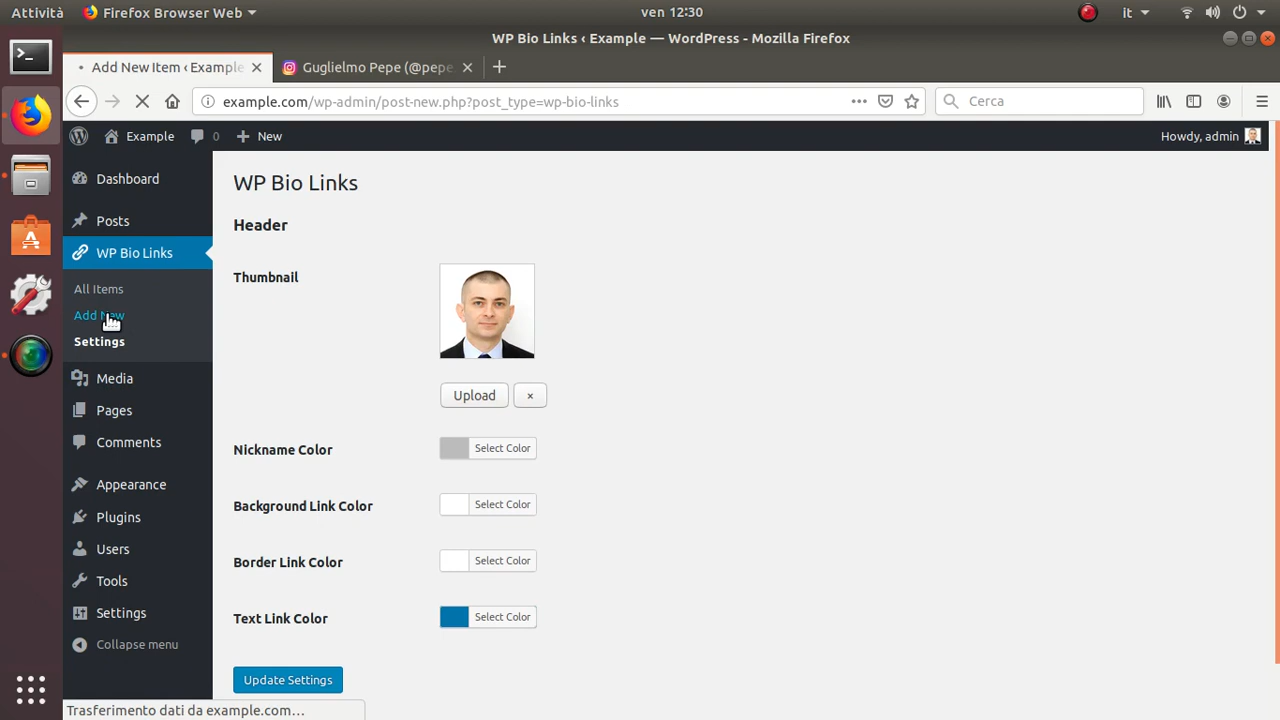 Attività
Firefox Browser Web
ven 12:30
it
WP Bio Links ‹ Example — WordPress - Mozilla Firefox
Add New Item ‹ Example
Guglielmo Pepe (@pepe.
example.com/wp-admin/post-new.php?post_type=wp-bio-links
Cerca
Example
0
New
Howdy, admin
Dashboard
Posts
WP Bio Links
All Items
Add New
Settings
Media
Pages
Comments
Appearance
Plugins
Users
Tools
Settings
Collapse menu
WP Bio Links
Header
Thumbnail
Upload
×
Nickname Color
Select Color
Background Link Color
Select Color
Border Link Color
Select Color
Text Link Color
Select Color
Update Settings
Trasferimento dati da example.com…